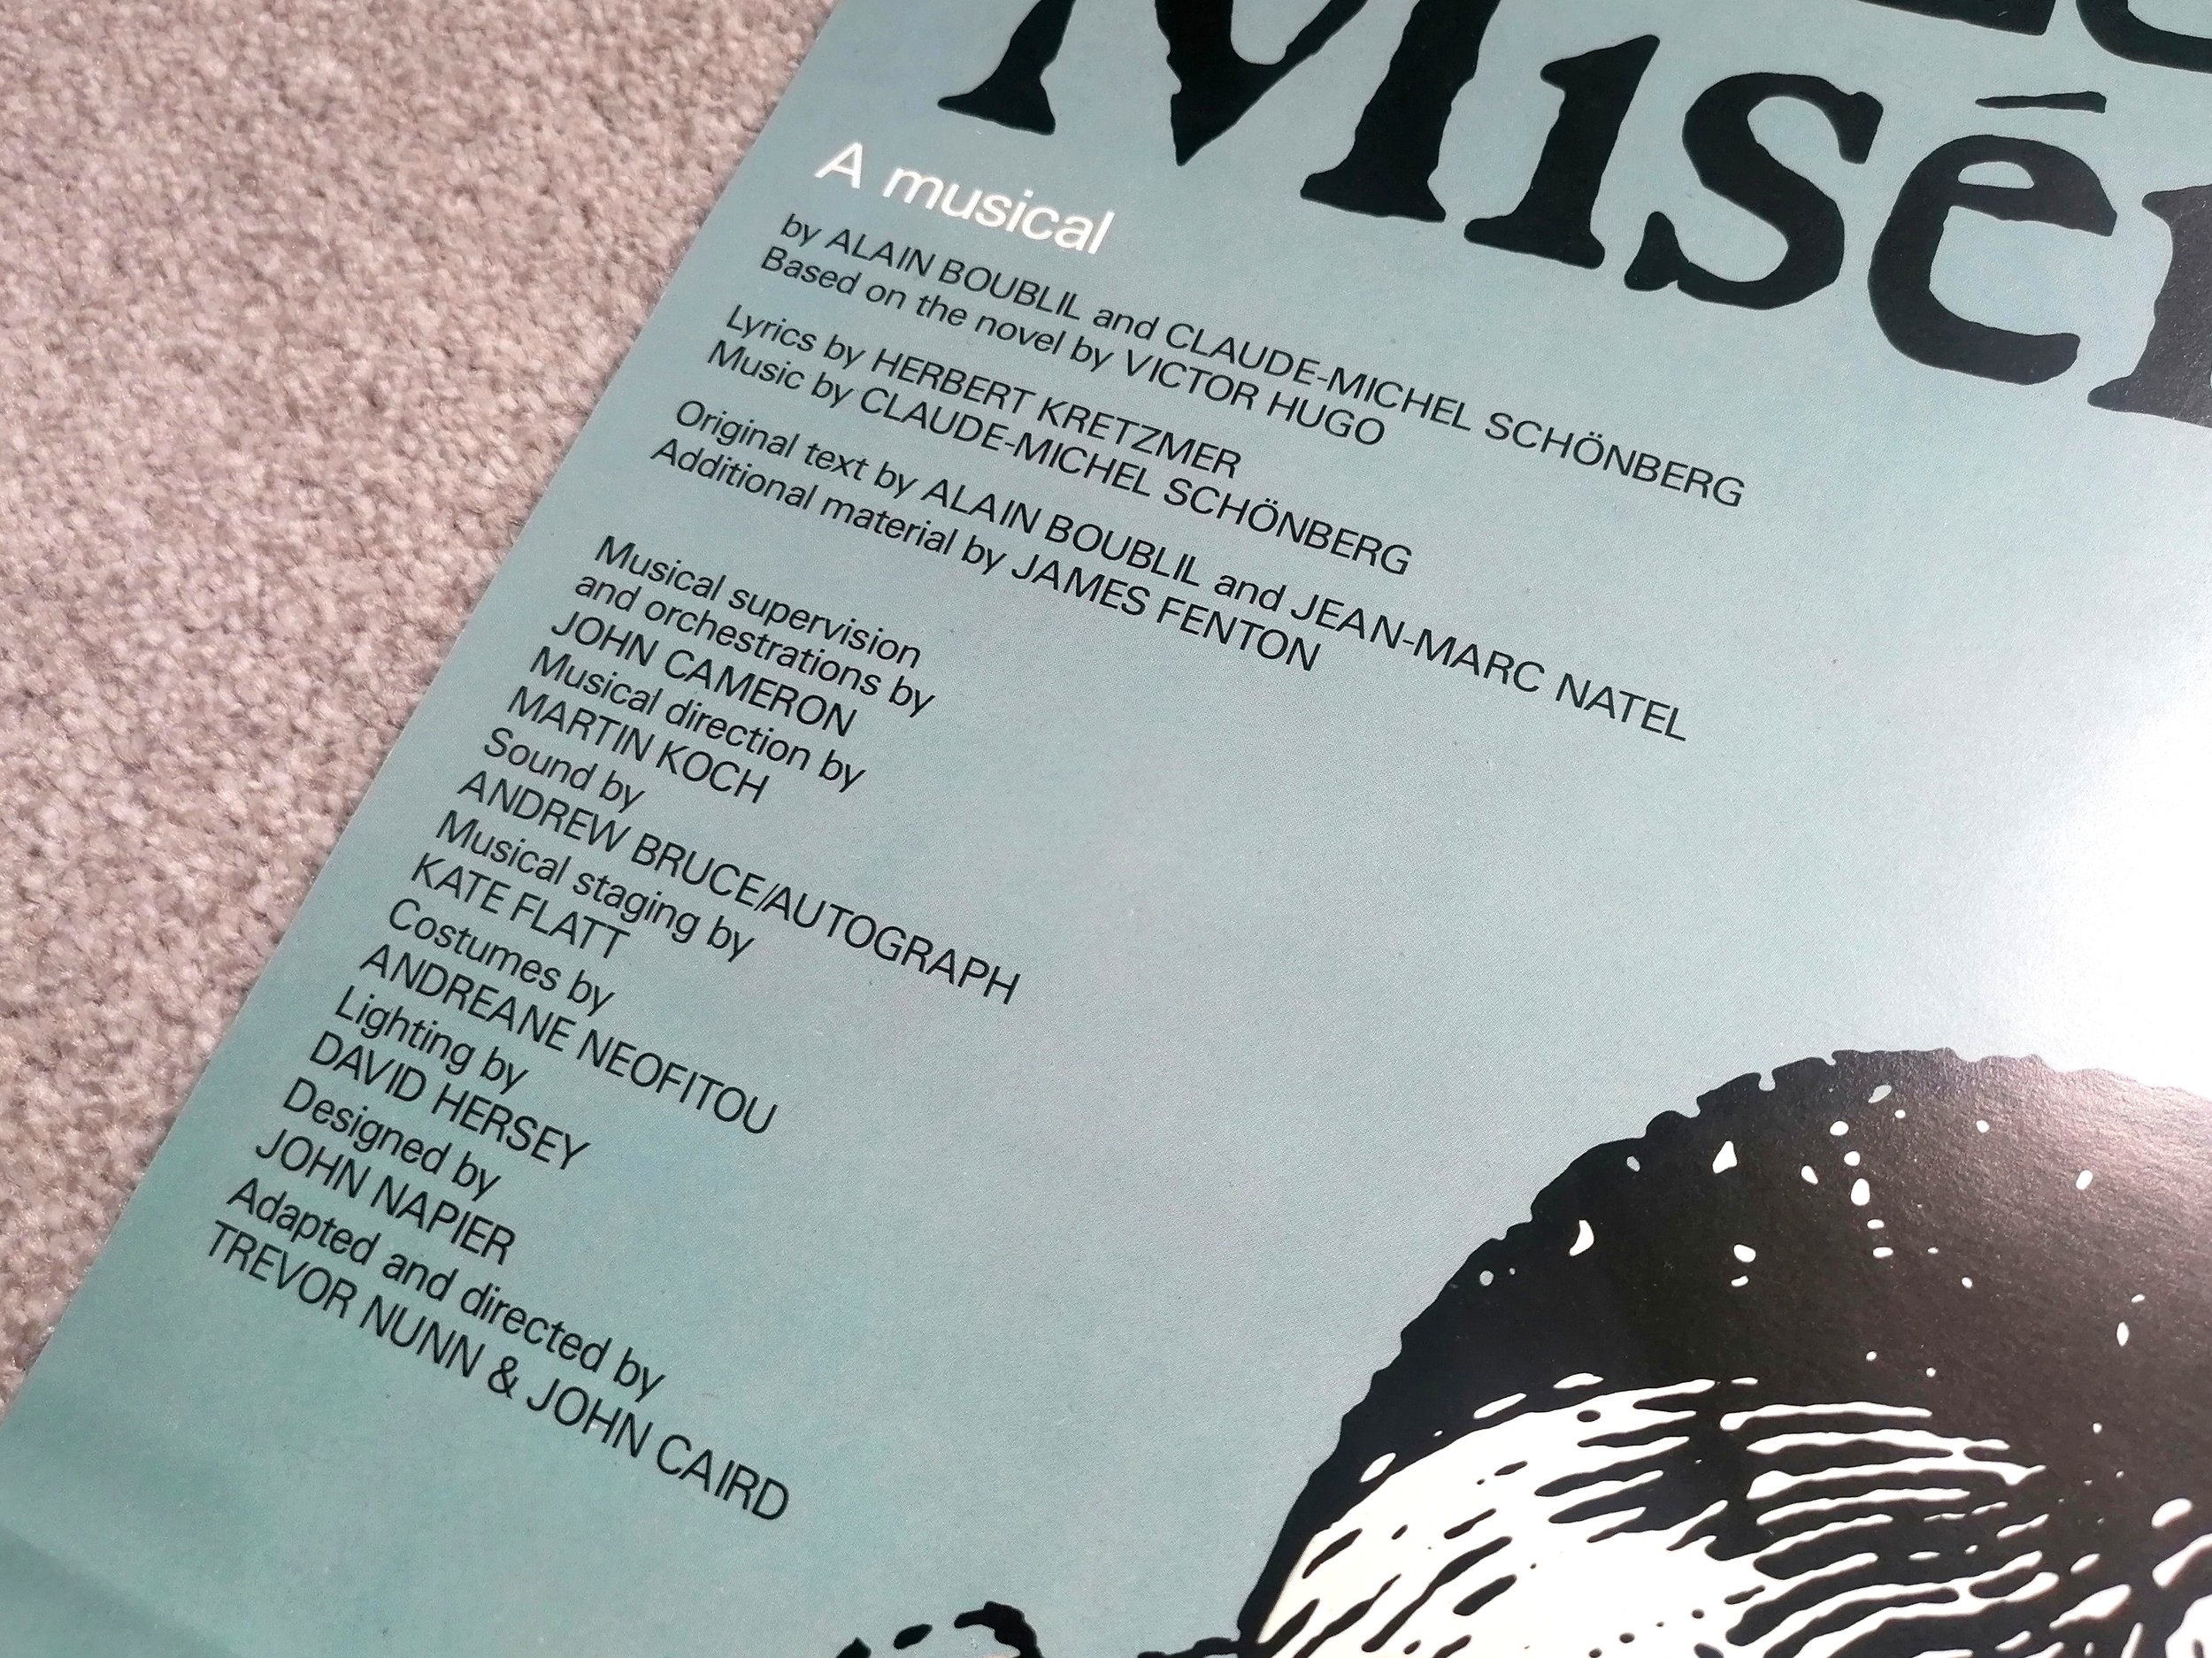 Misér
A musical
by ALAIN BOUBLIL and CLAUDE-MICHEL SCHÖNBERG
Based on the novel by VICTOR HUGO
Lyrics by HERBERT KRETZMER
Music by CLAUDE-MICHEL SCHÖNBERG
Original text by ALAIN BOUBLIL and JEAN-MARC NATEL
Additional material by JAMES FENTON
Musical supervision
and orchestrations by
JOHN CAMERON
Musical direction by
MARTIN KOCH
Sound by
ANDREW BRUCE/AUTOGRAPH
Musical staging by
KATE FLATT
Costumes by
ANDREANE NEOFITOU
Lighting by
DAVID HERSEY
Designed by
JOHN NAPIER
Adapted and directed by
TREVOR NUNN & JOHN CAIRD